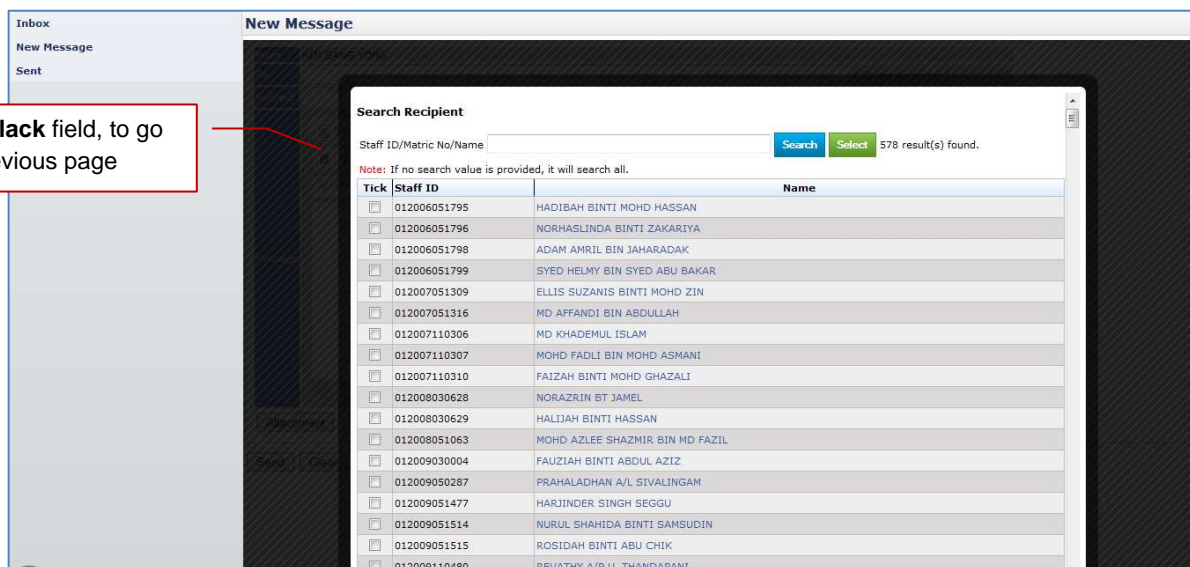 Inbox
New Message
Sent
New Message
lack field, to go
vious page
Search Recipient
Staff ID/Matric No/Name Search Select 578 result(s) found.
Note: If no search value is provided, it will search all.
Tick Staff ID Name
012006051795 HADIBAH BINTI MOHD HASSAN
012006051796 NORHASLINDA BINTI ZAKARIYA
012006051798 ADAM AMRIL BIN JAHARADAK
012006051799 SYED HELMY BIN SYED ABU BAKAR
012007051309 ELLIS SUZANIS BINTI MOHD ZIN
012007051316 MD AFFANDI BIN ABDULLAH
012007110306 MD KHADEMUL ISLAM
012007110307 MOHD FADLI BIN MOHD ASMANI
012007110310 FAIZAH BINTI MOHD GHAZALI
012008030628 NORAZRIN BT JAMEL
012008030629 HALIJAH BINTI HASSAN
012008051063 MOHD AZLEE SHAZMIR BIN MD FAZIL
012009030004 FAUZIAH BINTI ABDUL AZIZ
012009050287 PRAHALADHAN A/L SIVALINGAM
012009051477 HARJINDER SINGH SEGGU
012009051514 NURUL SHAHIDA BINTI SAMSUDIN
012009051515 ROSIDAH BINTI ABU CHIK
012009110480 REVATHY A/P U. THANDAPANI
Attachment
Send Clear